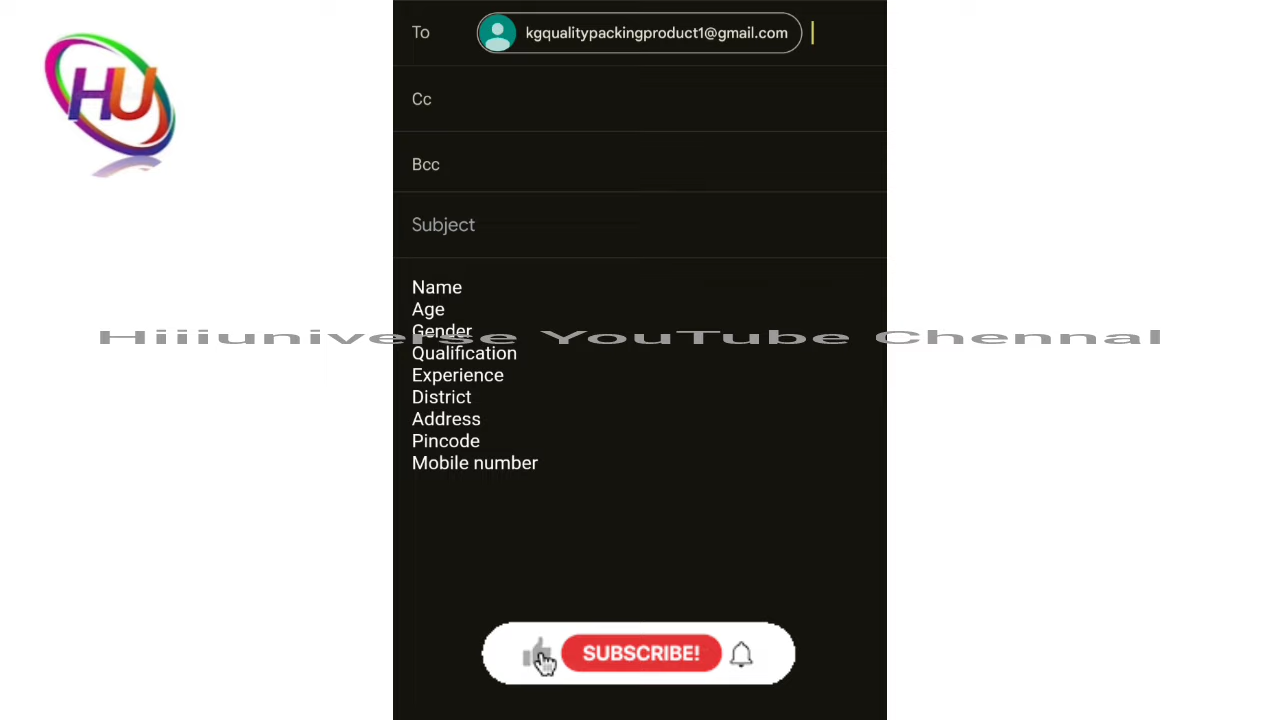 HU
To kgqualitypackingproduct1@gmail.com
Cc
Bcc
Subject
Name
Age
Gender
Hiiiuniverse YouTube Chennal
Qualification
Experience
District
Address
Pincode
Mobile number
SUBSCRIBE!